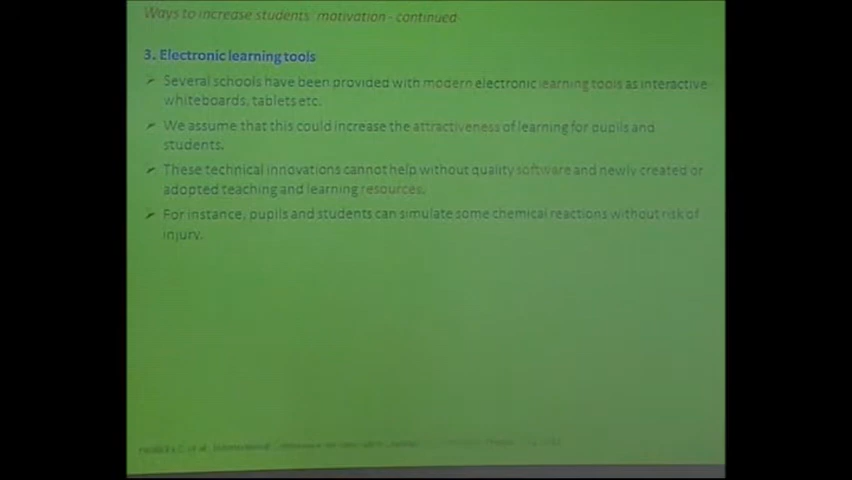 Ways to increase students' motivation - continued
3. Electronic learning tools
➢ Several schools have been provided with modern electronic learning tools as interactive
whiteboards, tablets etc.
➢ We assume that this could increase the attractiveness of learning for pupils and
students.
➢ These technical innovations cannot help without quality software and newly created or
adopted teaching and learning resources.
➢ For instance, pupils and students can simulate some chemical reactions without risk of
injury.